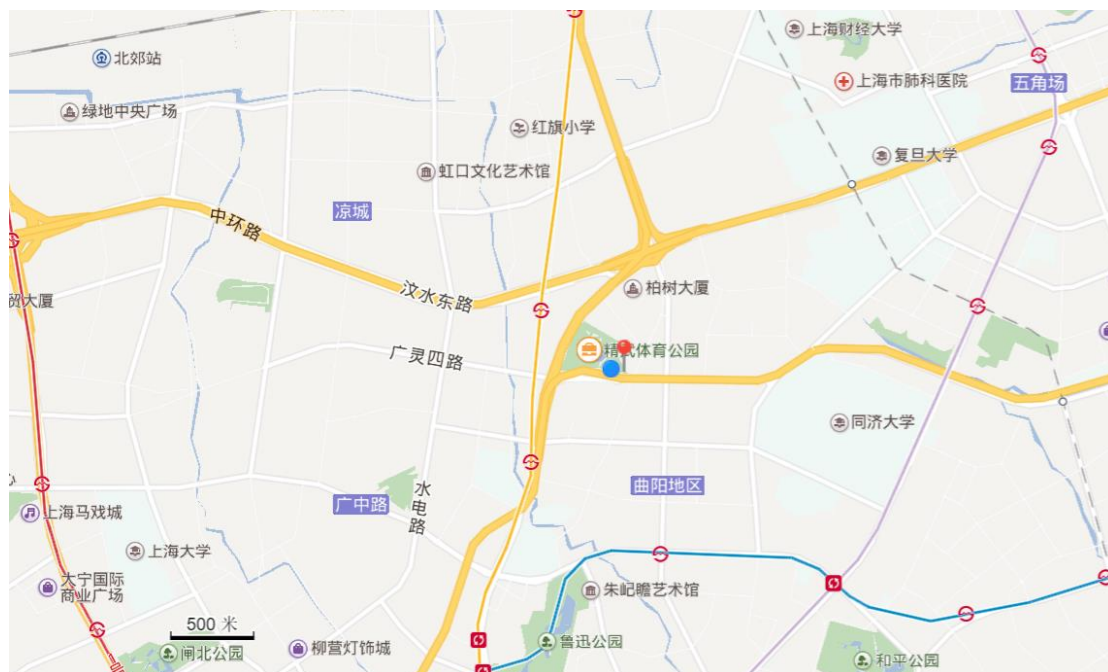 上海财经大学
北郊站
上海市肺科医院
五角场
绿地中央广场
红旗小学
复旦大学
虹口文化艺术馆
凉城
中环路
柏树大厦
贸大厦
汶水东路
精武体育公园
广灵四路
同济大学
心
曲阳地区
水电路
广中路
上海马戏城
上海大学
大宁国际
商业广场
朱屺瞻艺术馆
500 米
柳营灯饰城
鲁迅公园
闸北公园
和平公园